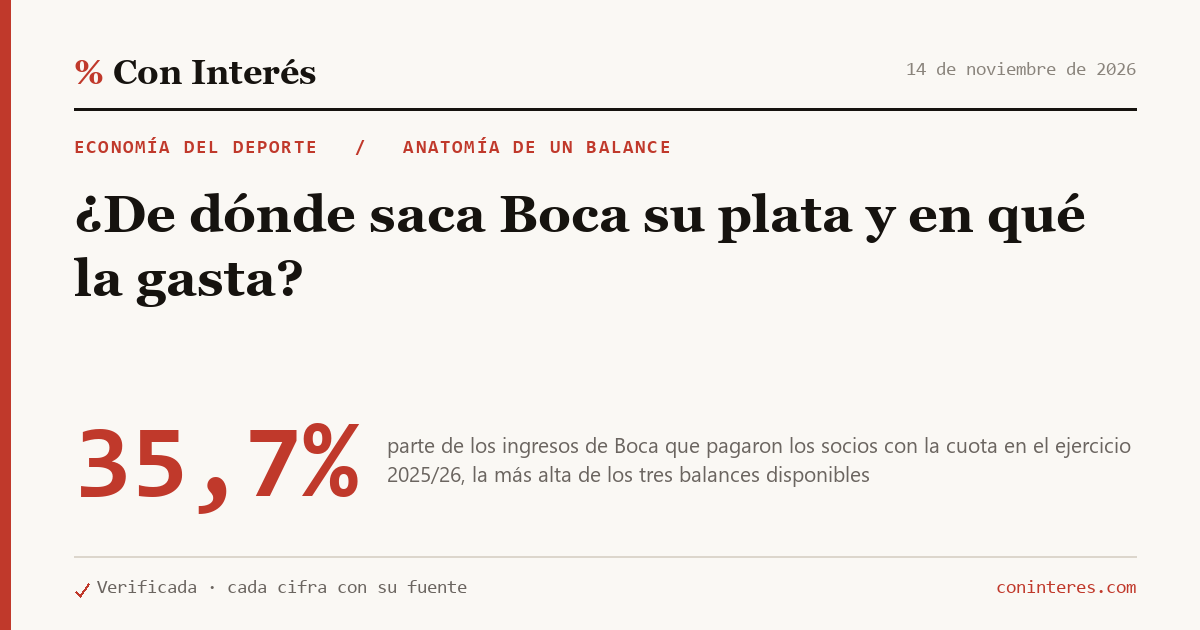 % Con Interés
14 de noviembre de 2026
ECONOMÍA DEL DEPORTE / ANATOMÍA DE UN BALANCE
¿De dónde saca Boca su plata y en qué
la gasta?
35,7%
parte de los ingresos de Boca que pagaron los socios con la cuota en el ejercicio
2025/26, la más alta de los tres balances disponibles
✓ Verificada · cada cifra con su fuente
coninteres.com